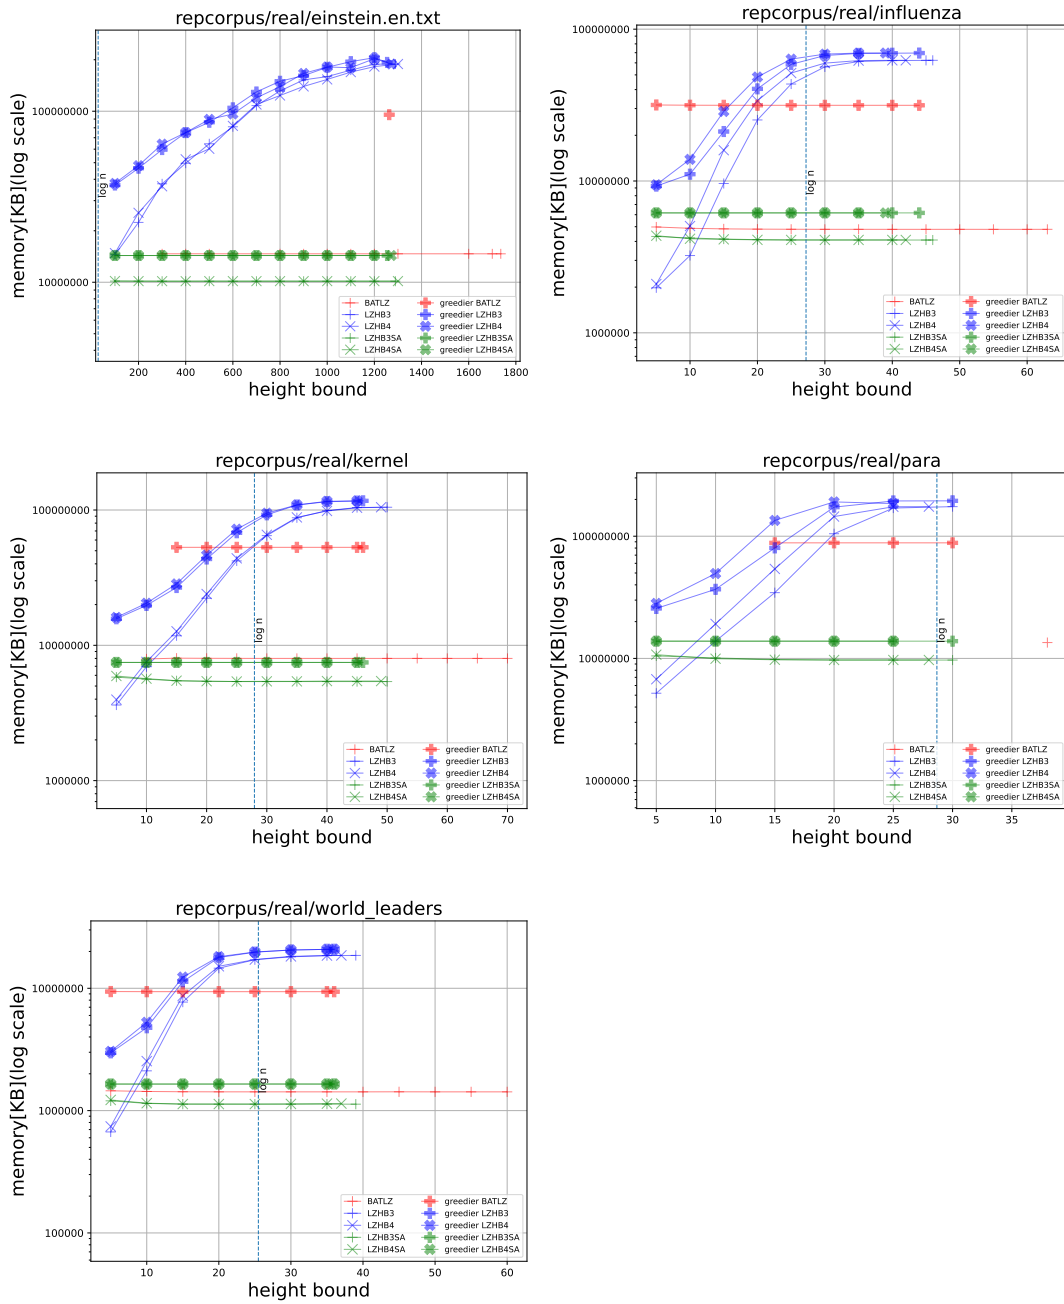 repcorpus/real/einstein.en.txt
memory[KB](log scale)
100000000
10000000
log n
200 400 600 800 1000 1200 1400 1600 1800
height bound
BATLZ
LZHB3
LZHB4
LZHB3SA
LZHB4SA
greedier BATLZ
greedier LZHB3
greedier LZHB4
greedier LZHB3SA
greedier LZHB4SA
repcorpus/real/influenza
memory[KB](log scale)
100000000
10000000
1000000
log n
10 20 30 40 50 60
height bound
BATLZ
LZHB3
LZHB4
LZHB3SA
LZHB4SA
greedier BATLZ
greedier LZHB3
greedier LZHB4
greedier LZHB3SA
greedier LZHB4SA
repcorpus/real/kernel
memory[KB](log scale)
100000000
10000000
1000000
log n
10 20 30 40 50 60 70
height bound
BATLZ
LZHB3
LZHB4
LZHB3SA
LZHB4SA
greedier BATLZ
greedier LZHB3
greedier LZHB4
greedier LZHB3SA
greedier LZHB4SA
repcorpus/real/para
memory[KB](log scale)
100000000
10000000
1000000
log n
5 10 15 20 25 30 35
height bound
BATLZ
LZHB3
LZHB4
LZHB3SA
LZHB4SA
greedier BATLZ
greedier LZHB3
greedier LZHB4
greedier LZHB3SA
greedier LZHB4SA
repcorpus/real/world_leaders
memory[KB](log scale)
10000000
1000000
100000
log n
10 20 30 40 50 60
height bound
BATLZ
LZHB3
LZHB4
LZHB3SA
LZHB4SA
greedier BATLZ
greedier LZHB3
greedier LZHB4
greedier LZHB3SA
greedier LZHB4SA